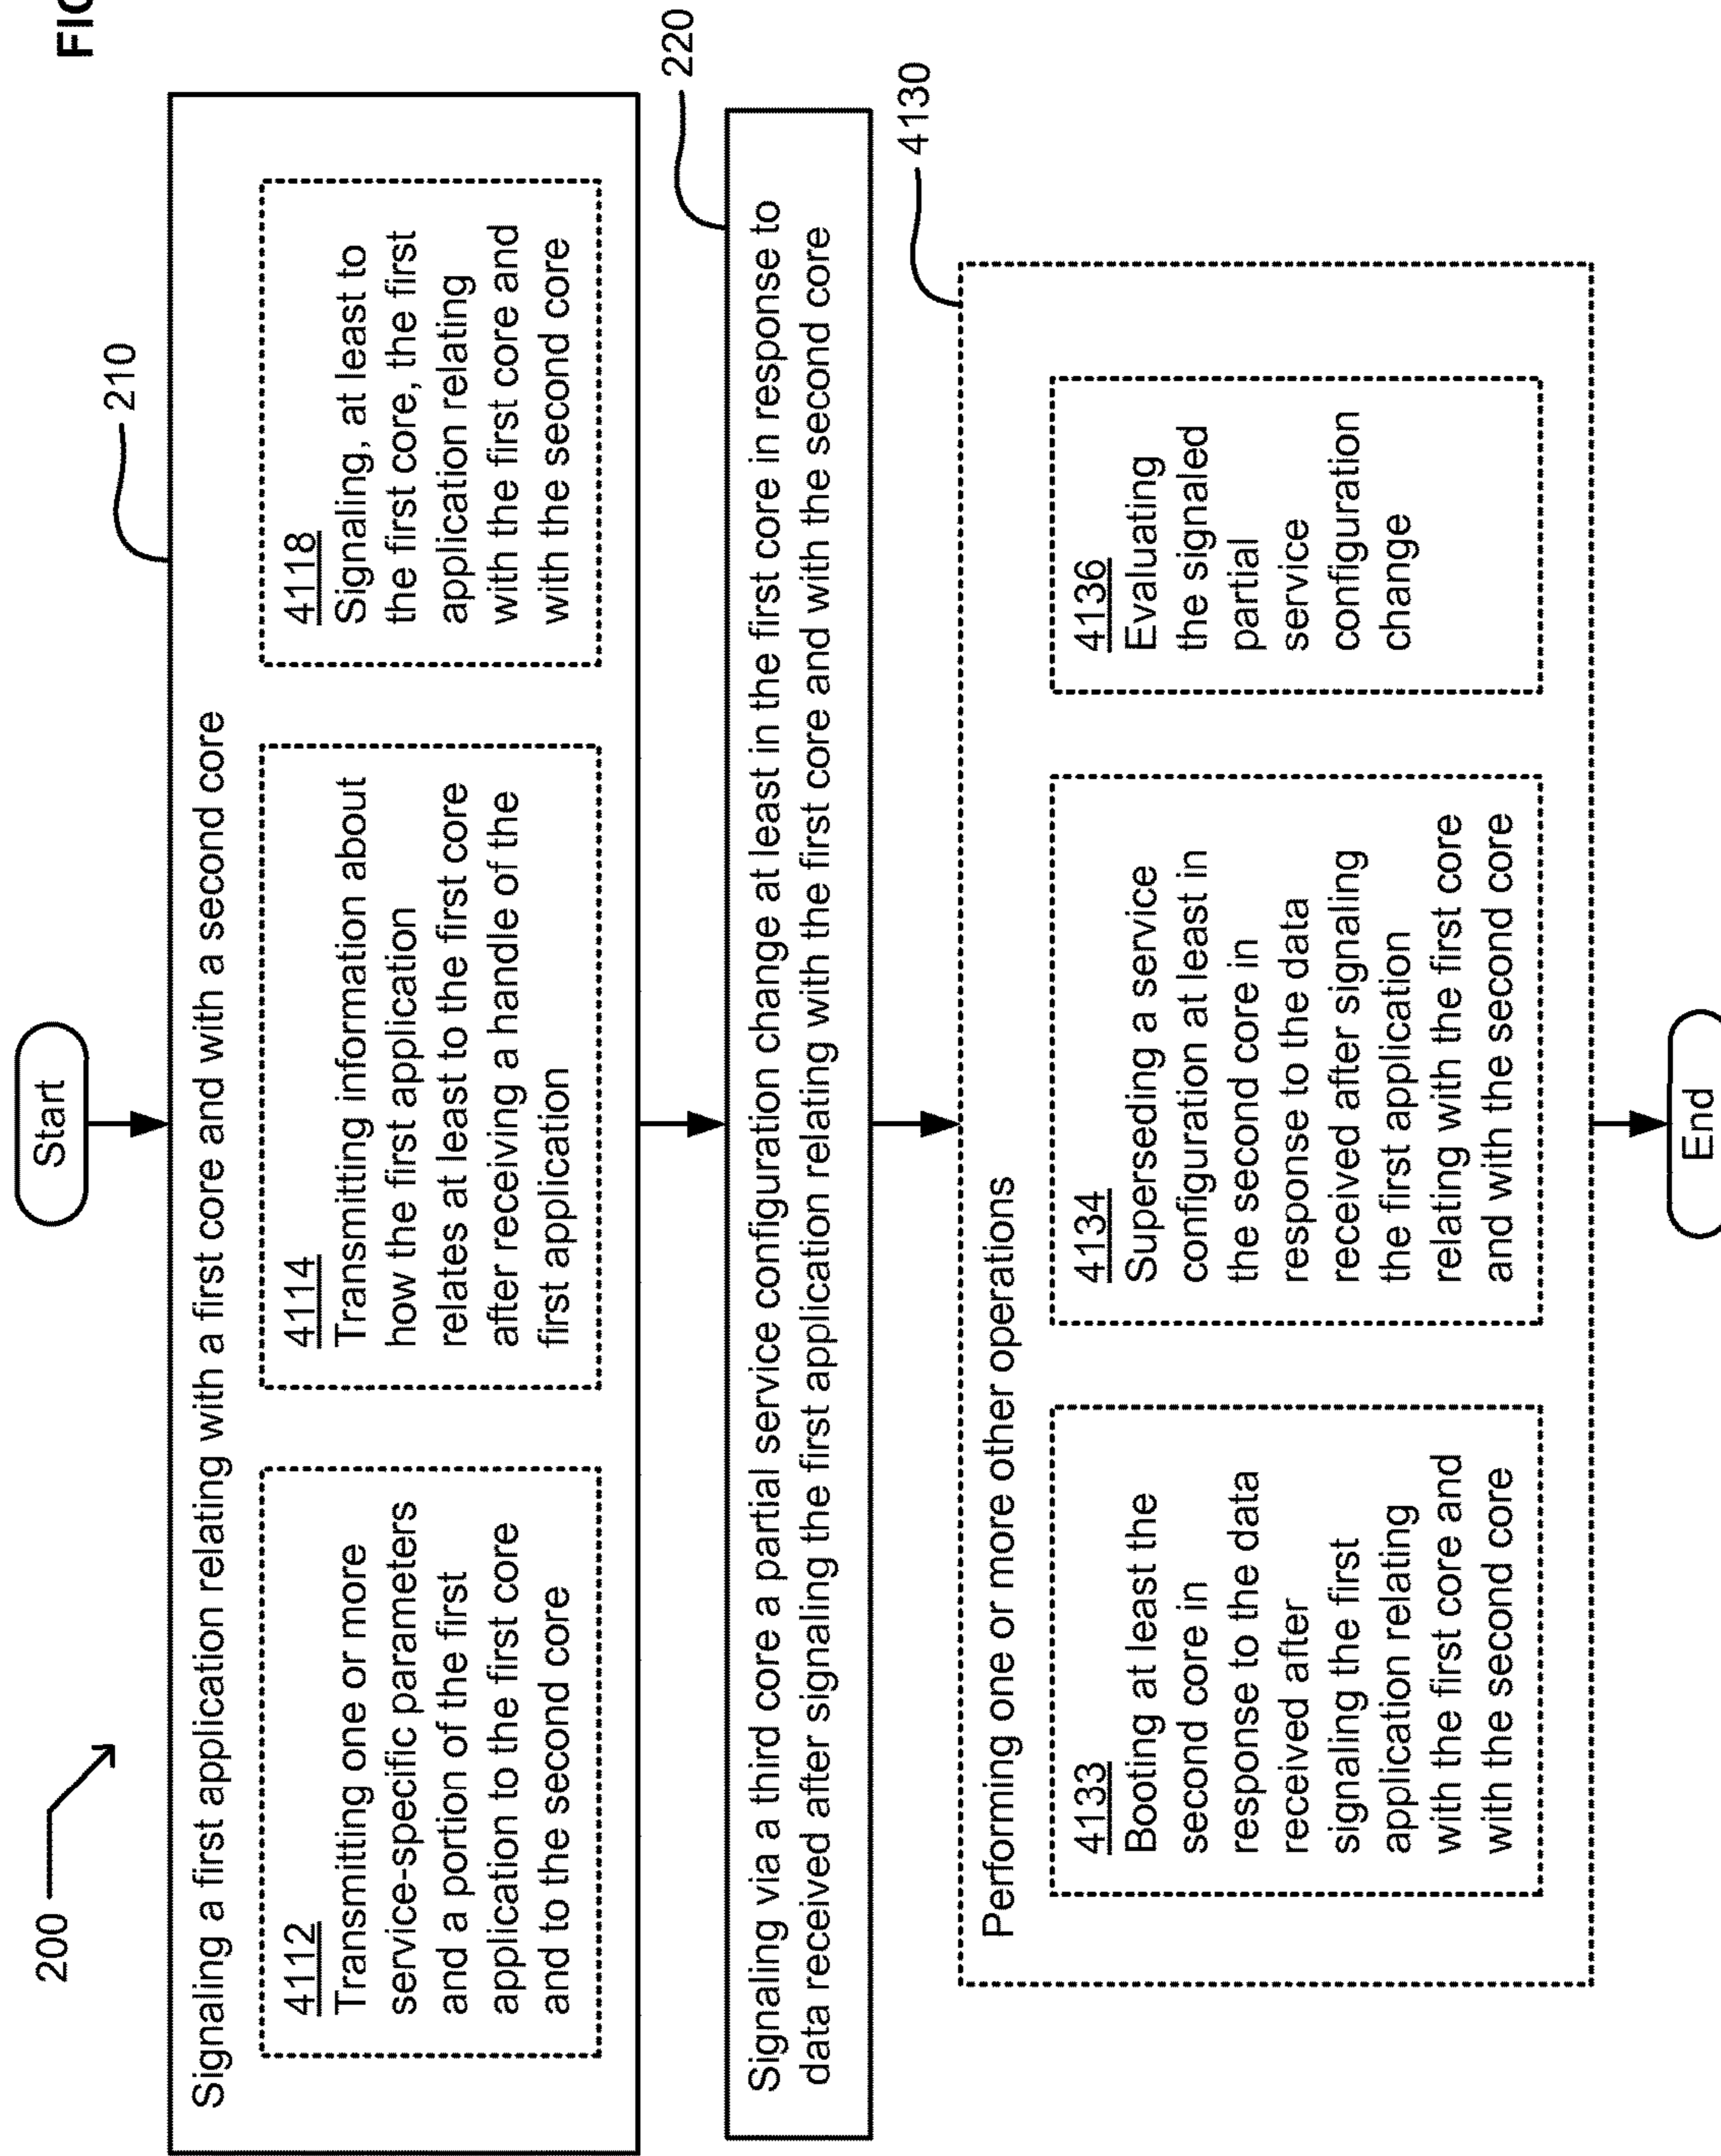 FIG
200
Start
210
Signaling a first application relating with a first core and with a second core
4112
Transmitting one or more
service-specific parameters
and a portion of the first
application to the first core
and to the second core
4114
Transmitting information about
how the first application
relates at least to the first core
after receiving a handle of the
first application
4118
Signaling, at least to
the first core, the first
application relating
with the first core and
with the second core
220
Signaling via a third core a partial service configuration change at least in the first core in response to
data received after signaling the first application relating with the first core and with the second core
4130
Performing one or more other operations
4133
Booting at least the
second core in
response to the data
received after
signaling the first
application relating
with the first core and
with the second core
4134
Superseding a service
configuration at least in
the second core in
response to the data
received after signaling
the first application
relating with the first core
and with the second core
4136
Evaluating
the signaled
partial
service
configuration
change
End